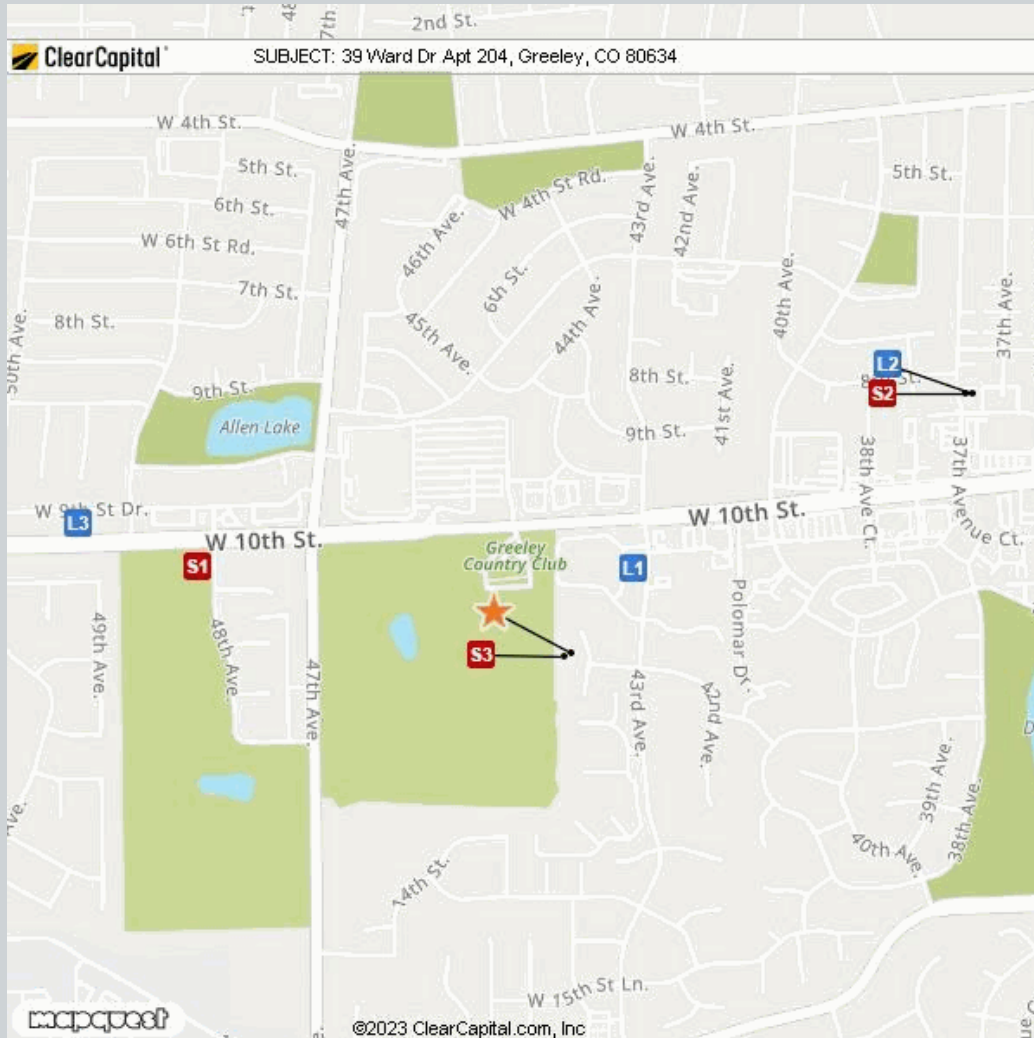 2nd St.
ClearCapital
SUBJECT: 39 Ward Dr Apt 204, Greeley, CO 80634
W 4th St.
W 4th St.
5th St.
47th Ave.
W 4th St Rd.
43rd Ave.
42nd Ave.
5th St.
6th St.
46th Ave.
W 6th St Rd.
6th St.
40th Ave.
7th St.
44th Ave.
37th Ave.
50th Ave.
8th St.
45th Ave.
L2
8th St.
41st Ave.
S2
9th St.
Allen Lake
9th St.
38th Ave Ct.
37th Avenue Ct.
W 9th St Dr.
L3
W 10th St.
W 10th St.
Greeley
Country Club
S1
L1
Polomar Dr.
49th Ave.
48th Ave.
S3
47th Ave.
43rd Ave.
42nd Ave.
39th Ave.
38th Ave.
40th Ave.
14th St.
W 15th St Ln.
mapquest
©2023 ClearCapital.com, Inc